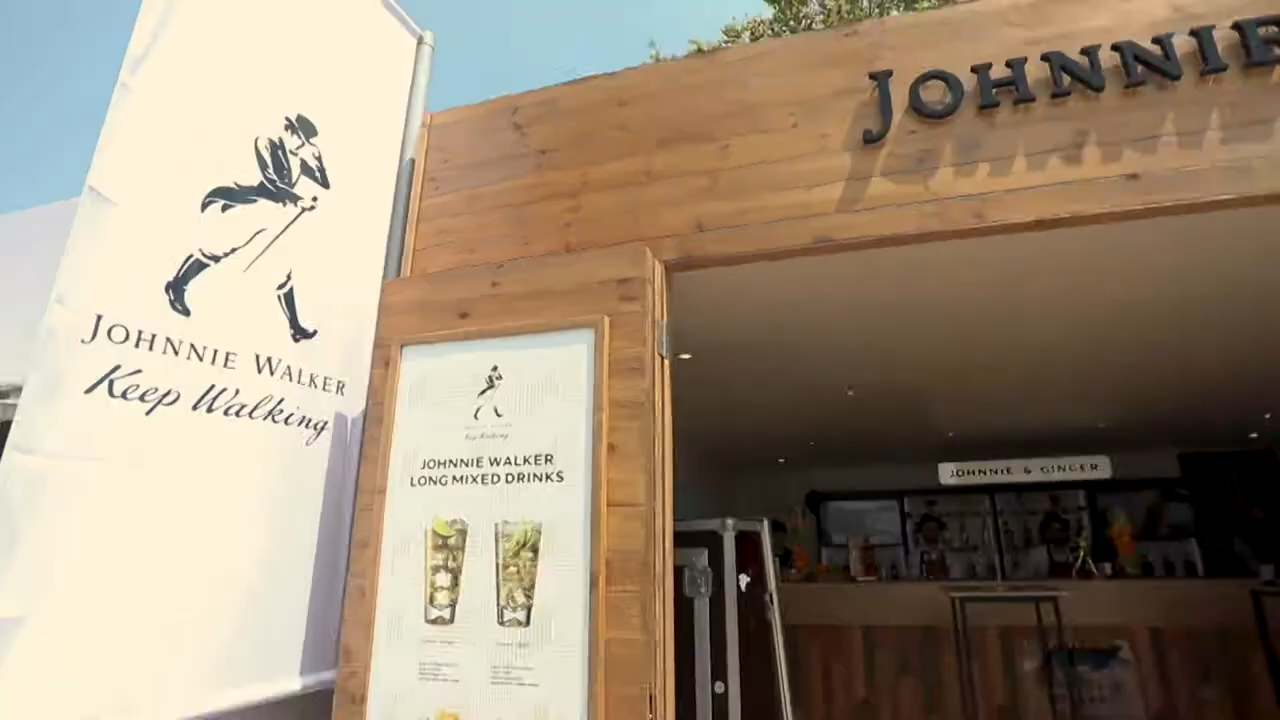 JOHNNIE WALKER
Keep Walking
JOHNNIE
Keep Walking
JOHNNIE WALKER
LONG MIXED DRINKS
JOHNNIE & GINGER